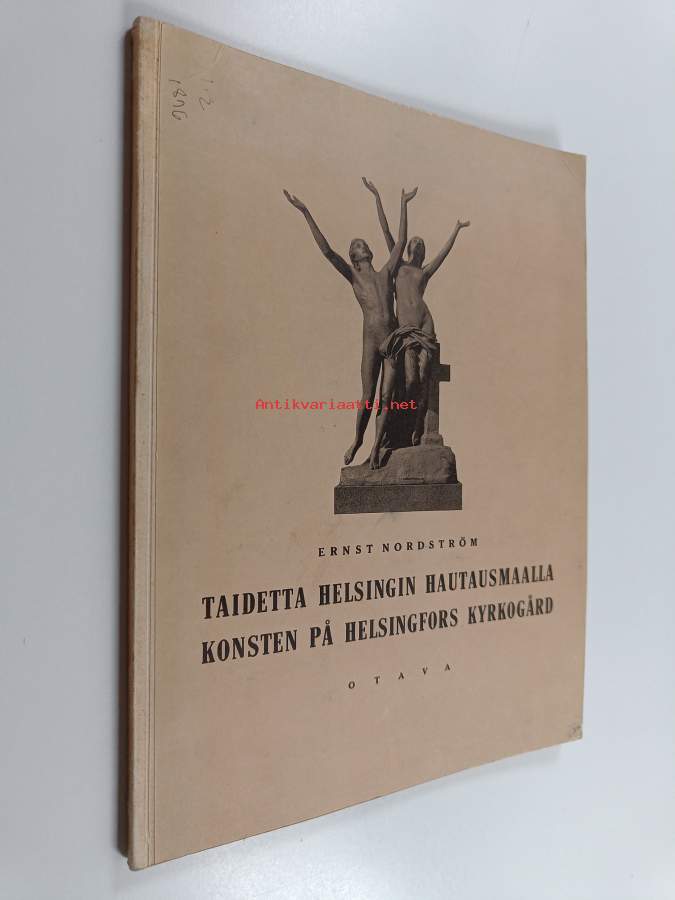 Antikvariaatti.net
ERNST NORDSTRÖM
TAIDETTA HELSINGIN HAUTAUSMAALLA
KONSTEN PÅ HELSINGFORS KYRKOGÅRD
OTAVA